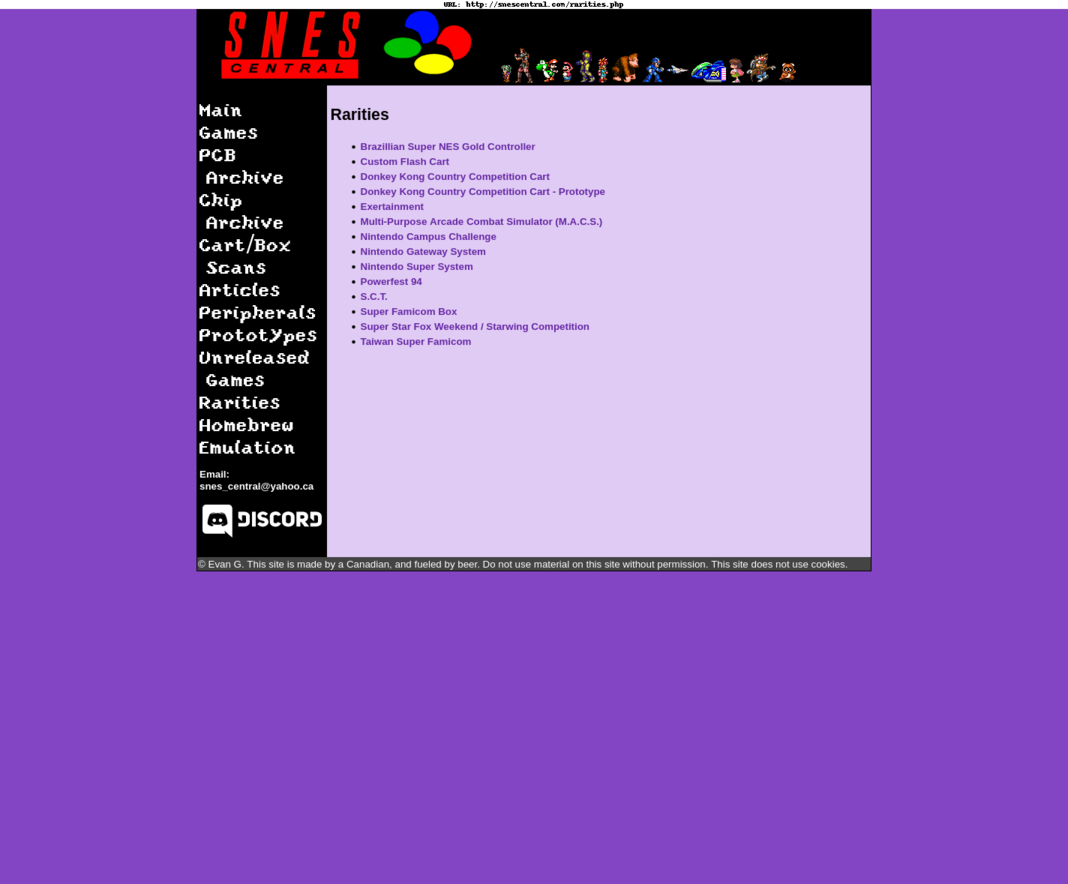 URL: http://snescentral.com/rarities.php
SNES
CENTRAL
Main
Games
PCB
Archive
Chip
Archive
Cart/Box
Scans
Articles
Peripherals
Prototypes
Unreleased
Games
Rarities
Homebrew
Emulation
Email:
snes_central@yahoo.ca
DISCORD
Rarities
• Brazillian Super NES Gold Controller
• Custom Flash Cart
• Donkey Kong Country Competition Cart
• Donkey Kong Country Competition Cart - Prototype
• Exertainment
• Multi-Purpose Arcade Combat Simulator (M.A.C.S.)
• Nintendo Campus Challenge
• Nintendo Gateway System
• Nintendo Super System
• Powerfest 94
• S.C.T.
• Super Famicom Box
• Super Star Fox Weekend / Starwing Competition
• Taiwan Super Famicom
© Evan G. This site is made by a Canadian, and fueled by beer. Do not use material on this site without permission. This site does not use cookies.